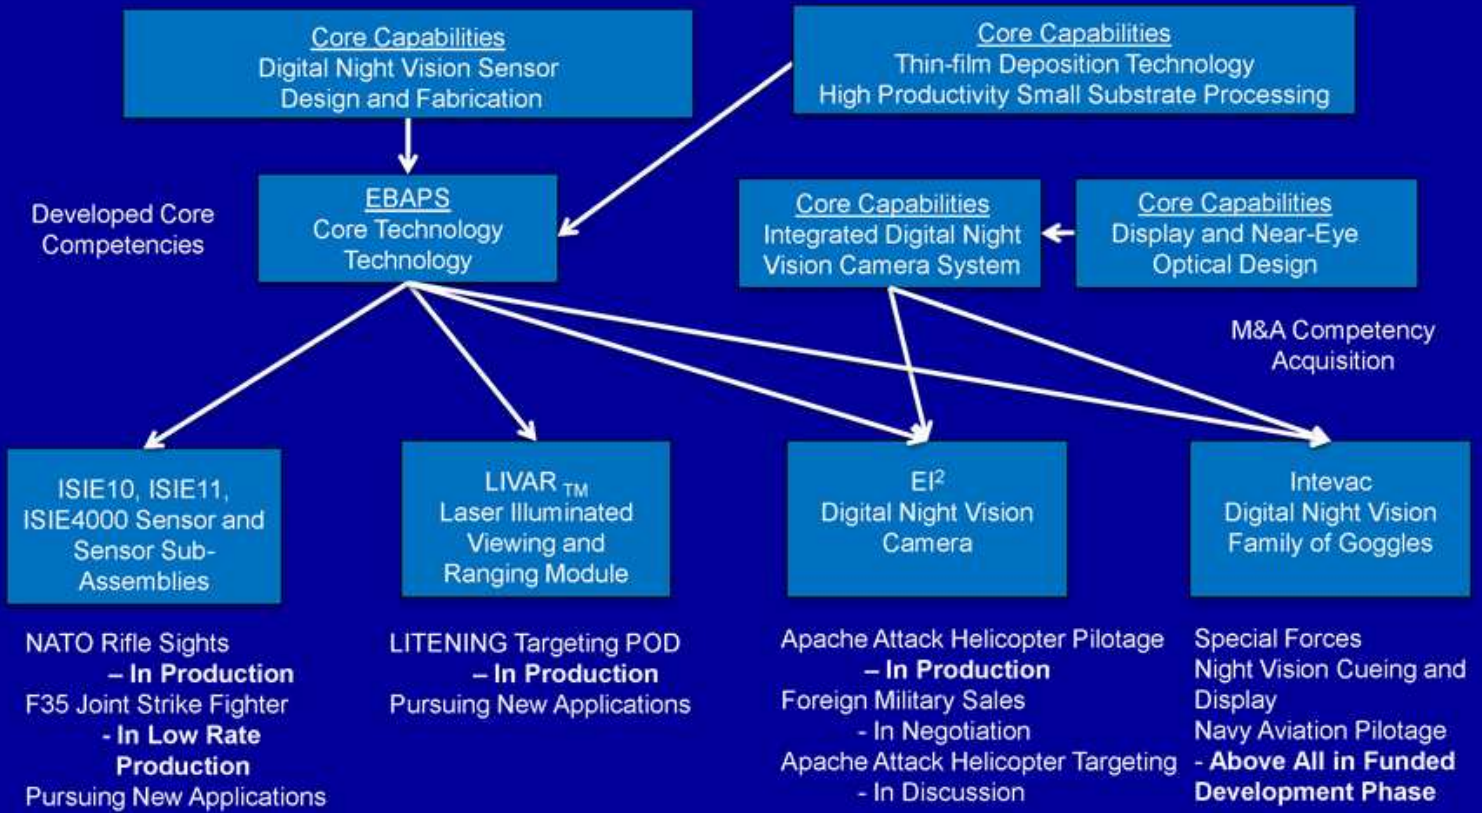 Core Capabilities
Digital Night Vision Sensor
Design and Fabrication
Core Capabilities
Thin-film Deposition Technology
High Productivity Small Substrate Processing
Developed Core
Competencies
EBAPS
Core Technology
Technology
Core Capabilities
Integrated Digital Night
Vision Camera System
Core Capabilities
Display and Near-Eye
Optical Design
M&A Competency
Acquisition
ISIE10, ISIE11,
ISIE4000 Sensor and
Sensor Sub-
Assemblies
LIVAR TM
Laser Illuminated
Viewing and
Ranging Module
EI²
Digital Night Vision
Camera
Intevac
Digital Night Vision
Family of Goggles
NATO Rifle Sights
– In Production
F35 Joint Strike Fighter
- In Low Rate
Production
Pursuing New Applications
LITENING Targeting POD
– In Production
Pursuing New Applications
Apache Attack Helicopter Pilotage
– In Production
Foreign Military Sales
- In Negotiation
Apache Attack Helicopter Targeting
- In Discussion
Special Forces
Night Vision Cueing and
Display
Navy Aviation Pilotage
- Above All in Funded
Development Phase